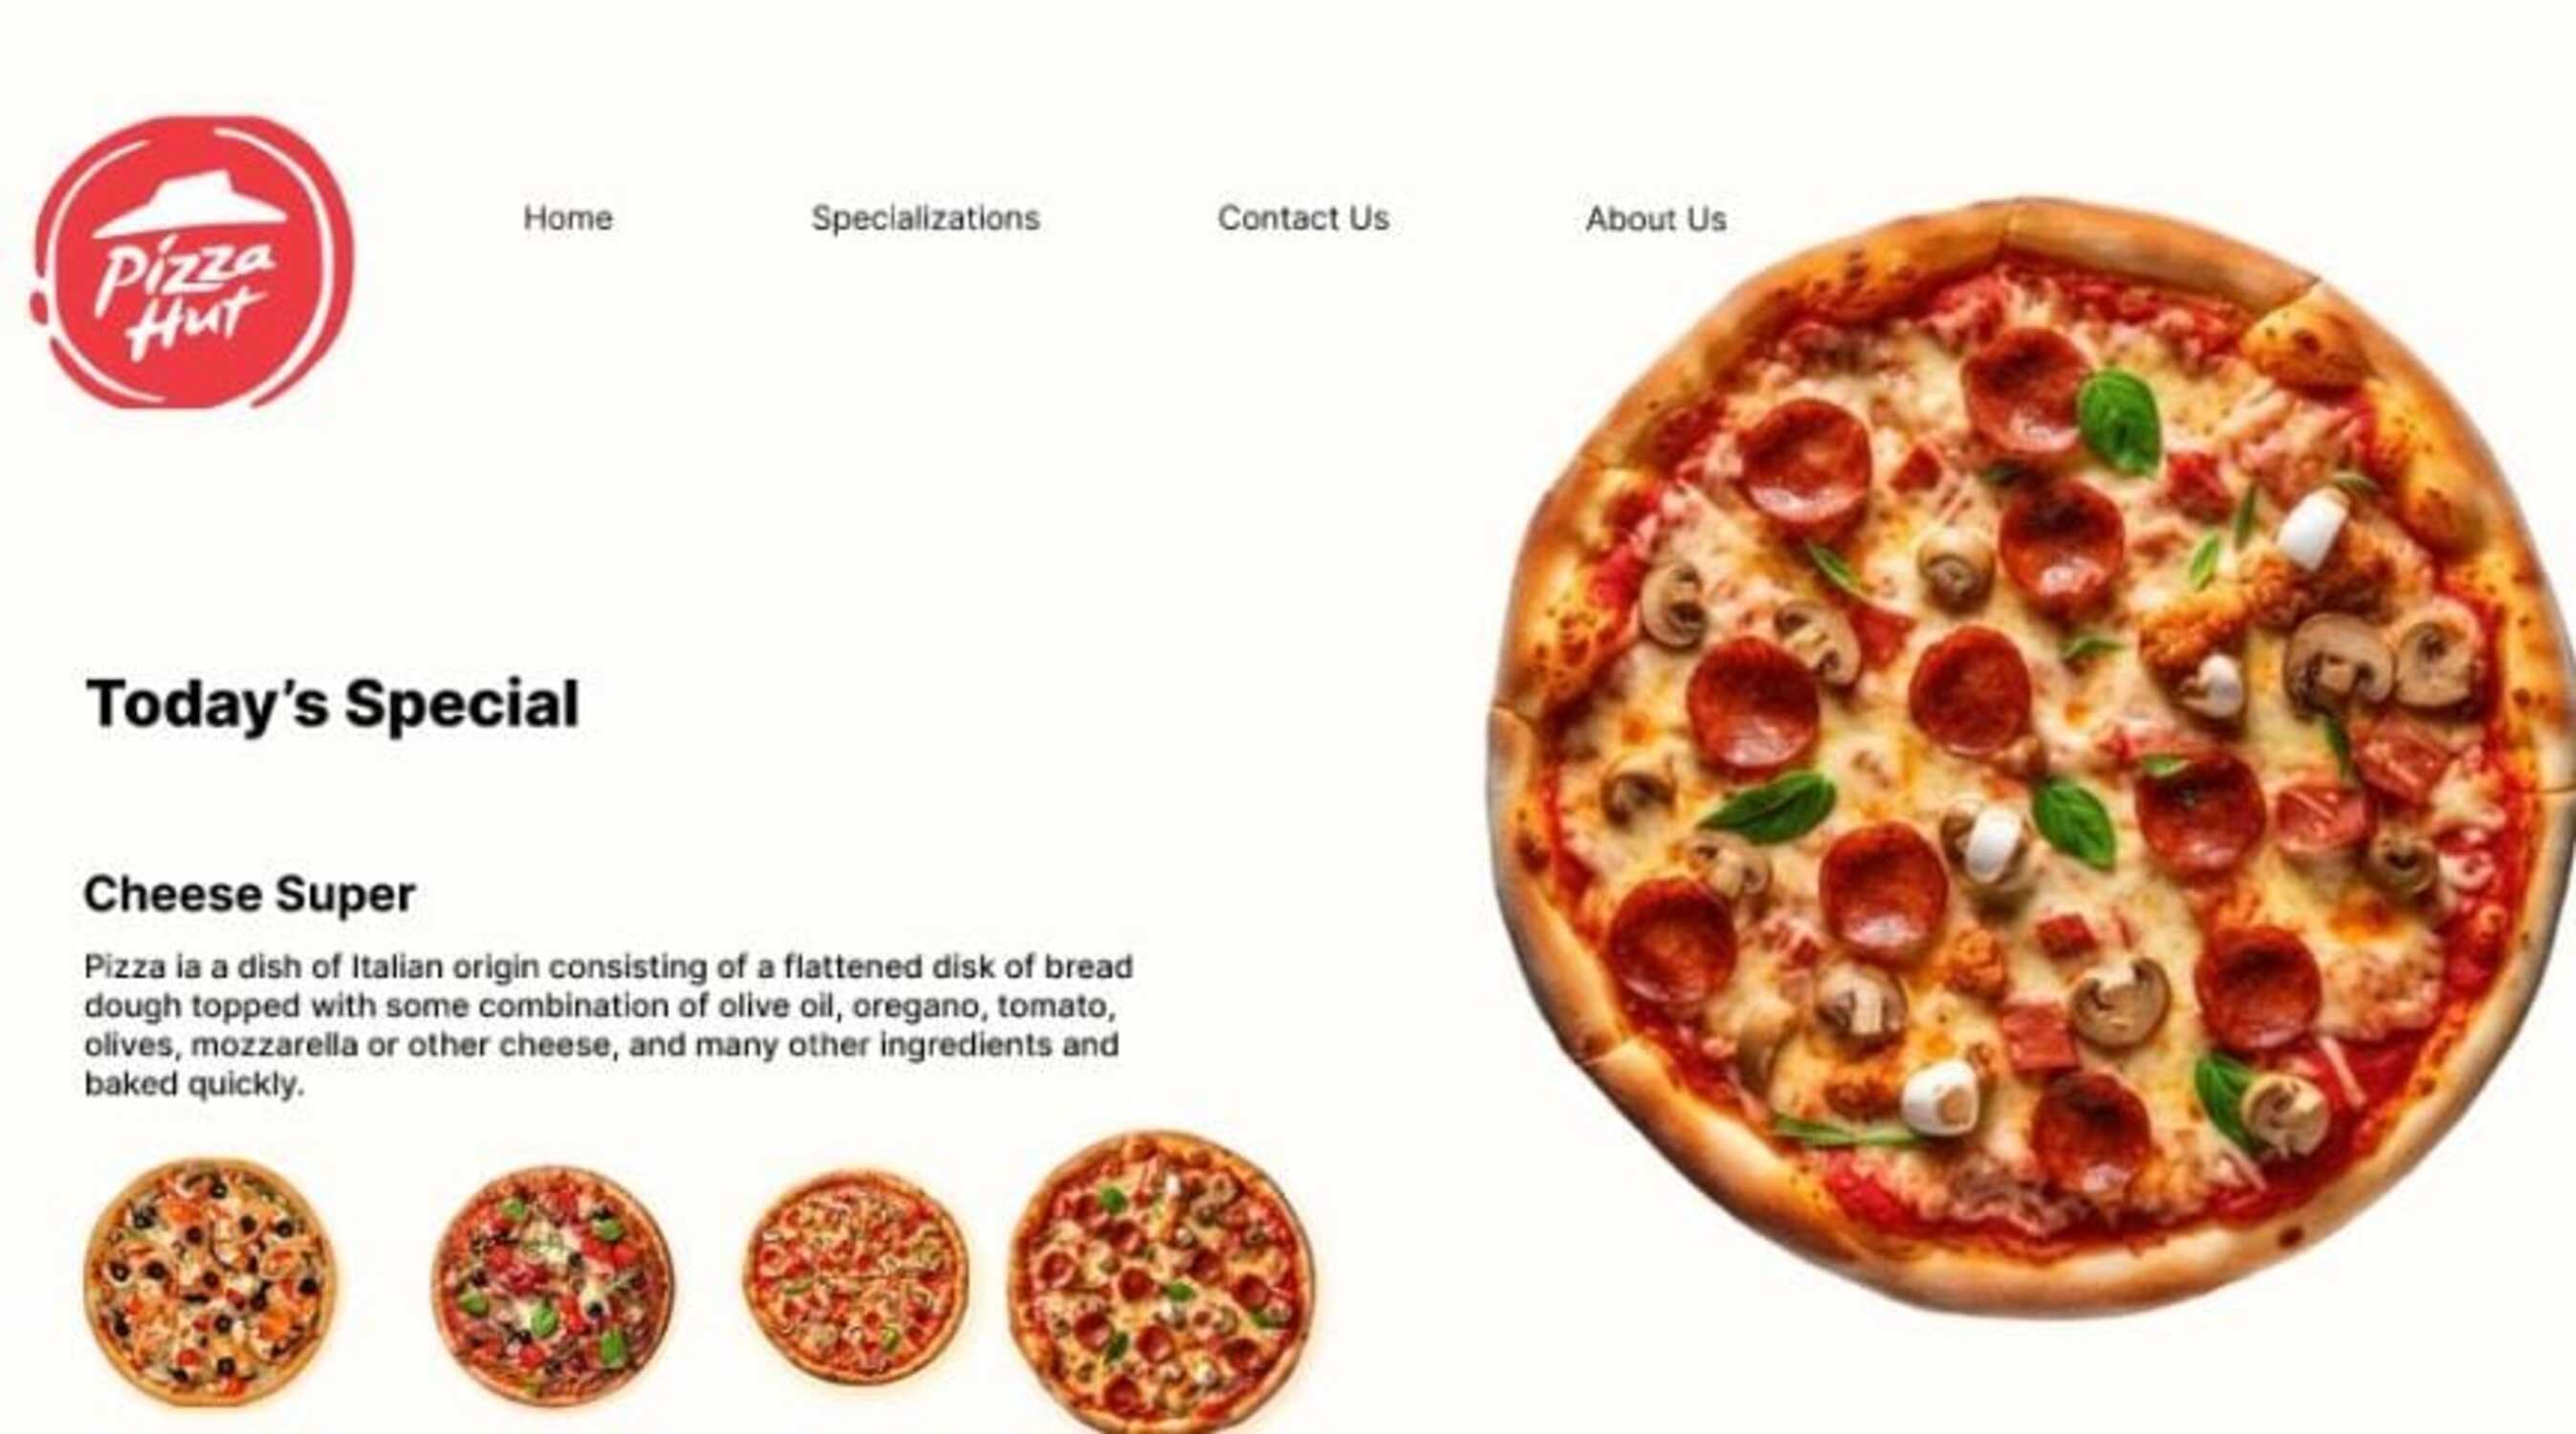 Pizza
Hut
Home
Specializations
Contact Us
About Us
Today’s Special
Cheese Super
Pizza ia a dish of Italian origin consisting of a flattened disk of bread
dough topped with some combination of olive oil, oregano, tomato,
olives, mozzarella or other cheese, and many other ingredients and
baked quickly.